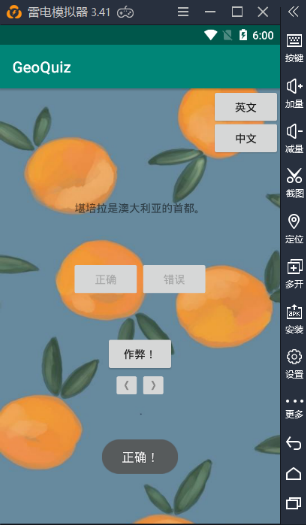 雷电模拟器 3.41
6:00
GeoQuiz
英文
中文
堪培拉是澳大利亚的首都。
正确
错误
作弊！
正确！
按键
加量
减量
截图
定位
多开
APK
安装
设置
更多